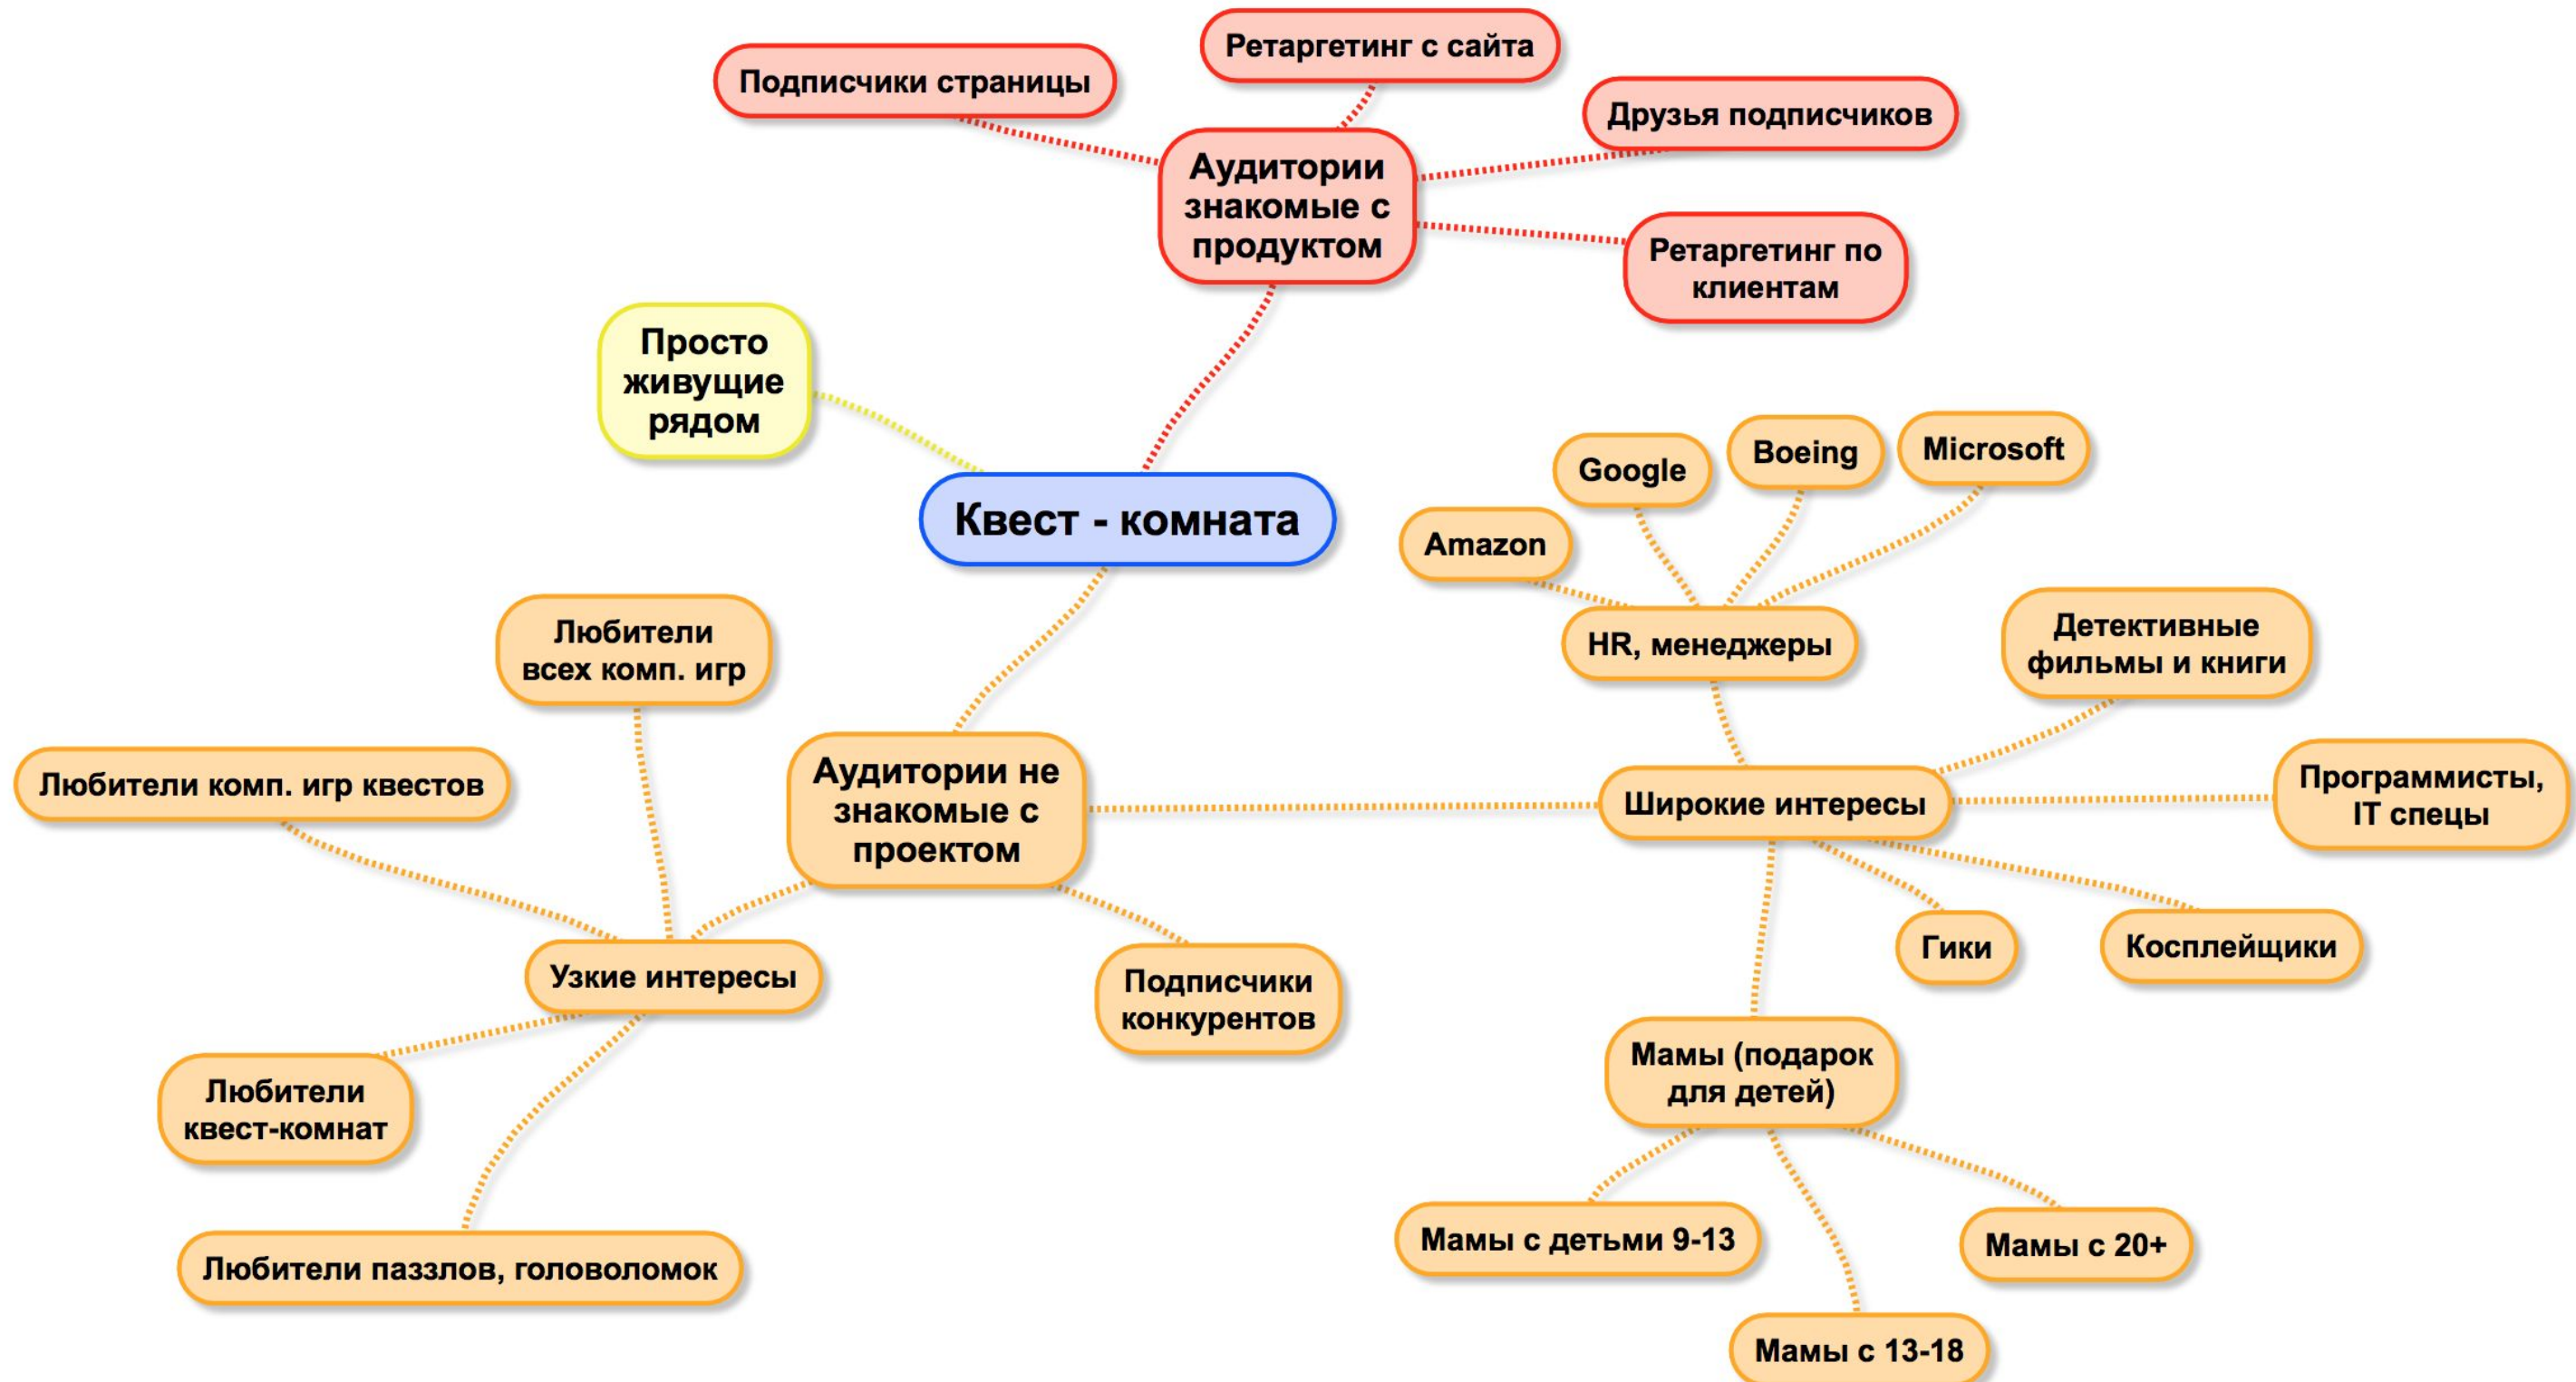 Ретаргетинг с сайта
Подписчики страницы
Друзья подписчиков
Аудитории
знакомые с
продуктом
Ретаргетинг по
клиентам
Просто
живущие
рядом
Квест - комната
Google
Boeing
Microsoft
Amazon
HR, менеджеры
Детективные
фильмы и книги
Любители
всех комп. игр
Любители комп. игр квестов
Аудитории не
знакомые с
проектом
Широкие интересы
Программисты,
IT спецы
Узкие интересы
Подписчики
конкурентов
Гики
Косплейщики
Любители
квест-комнат
Мамы (подарок
для детей)
Любители паззлов, головоломок
Мамы с детьми 9-13
Мамы с 20+
Мамы с 13-18